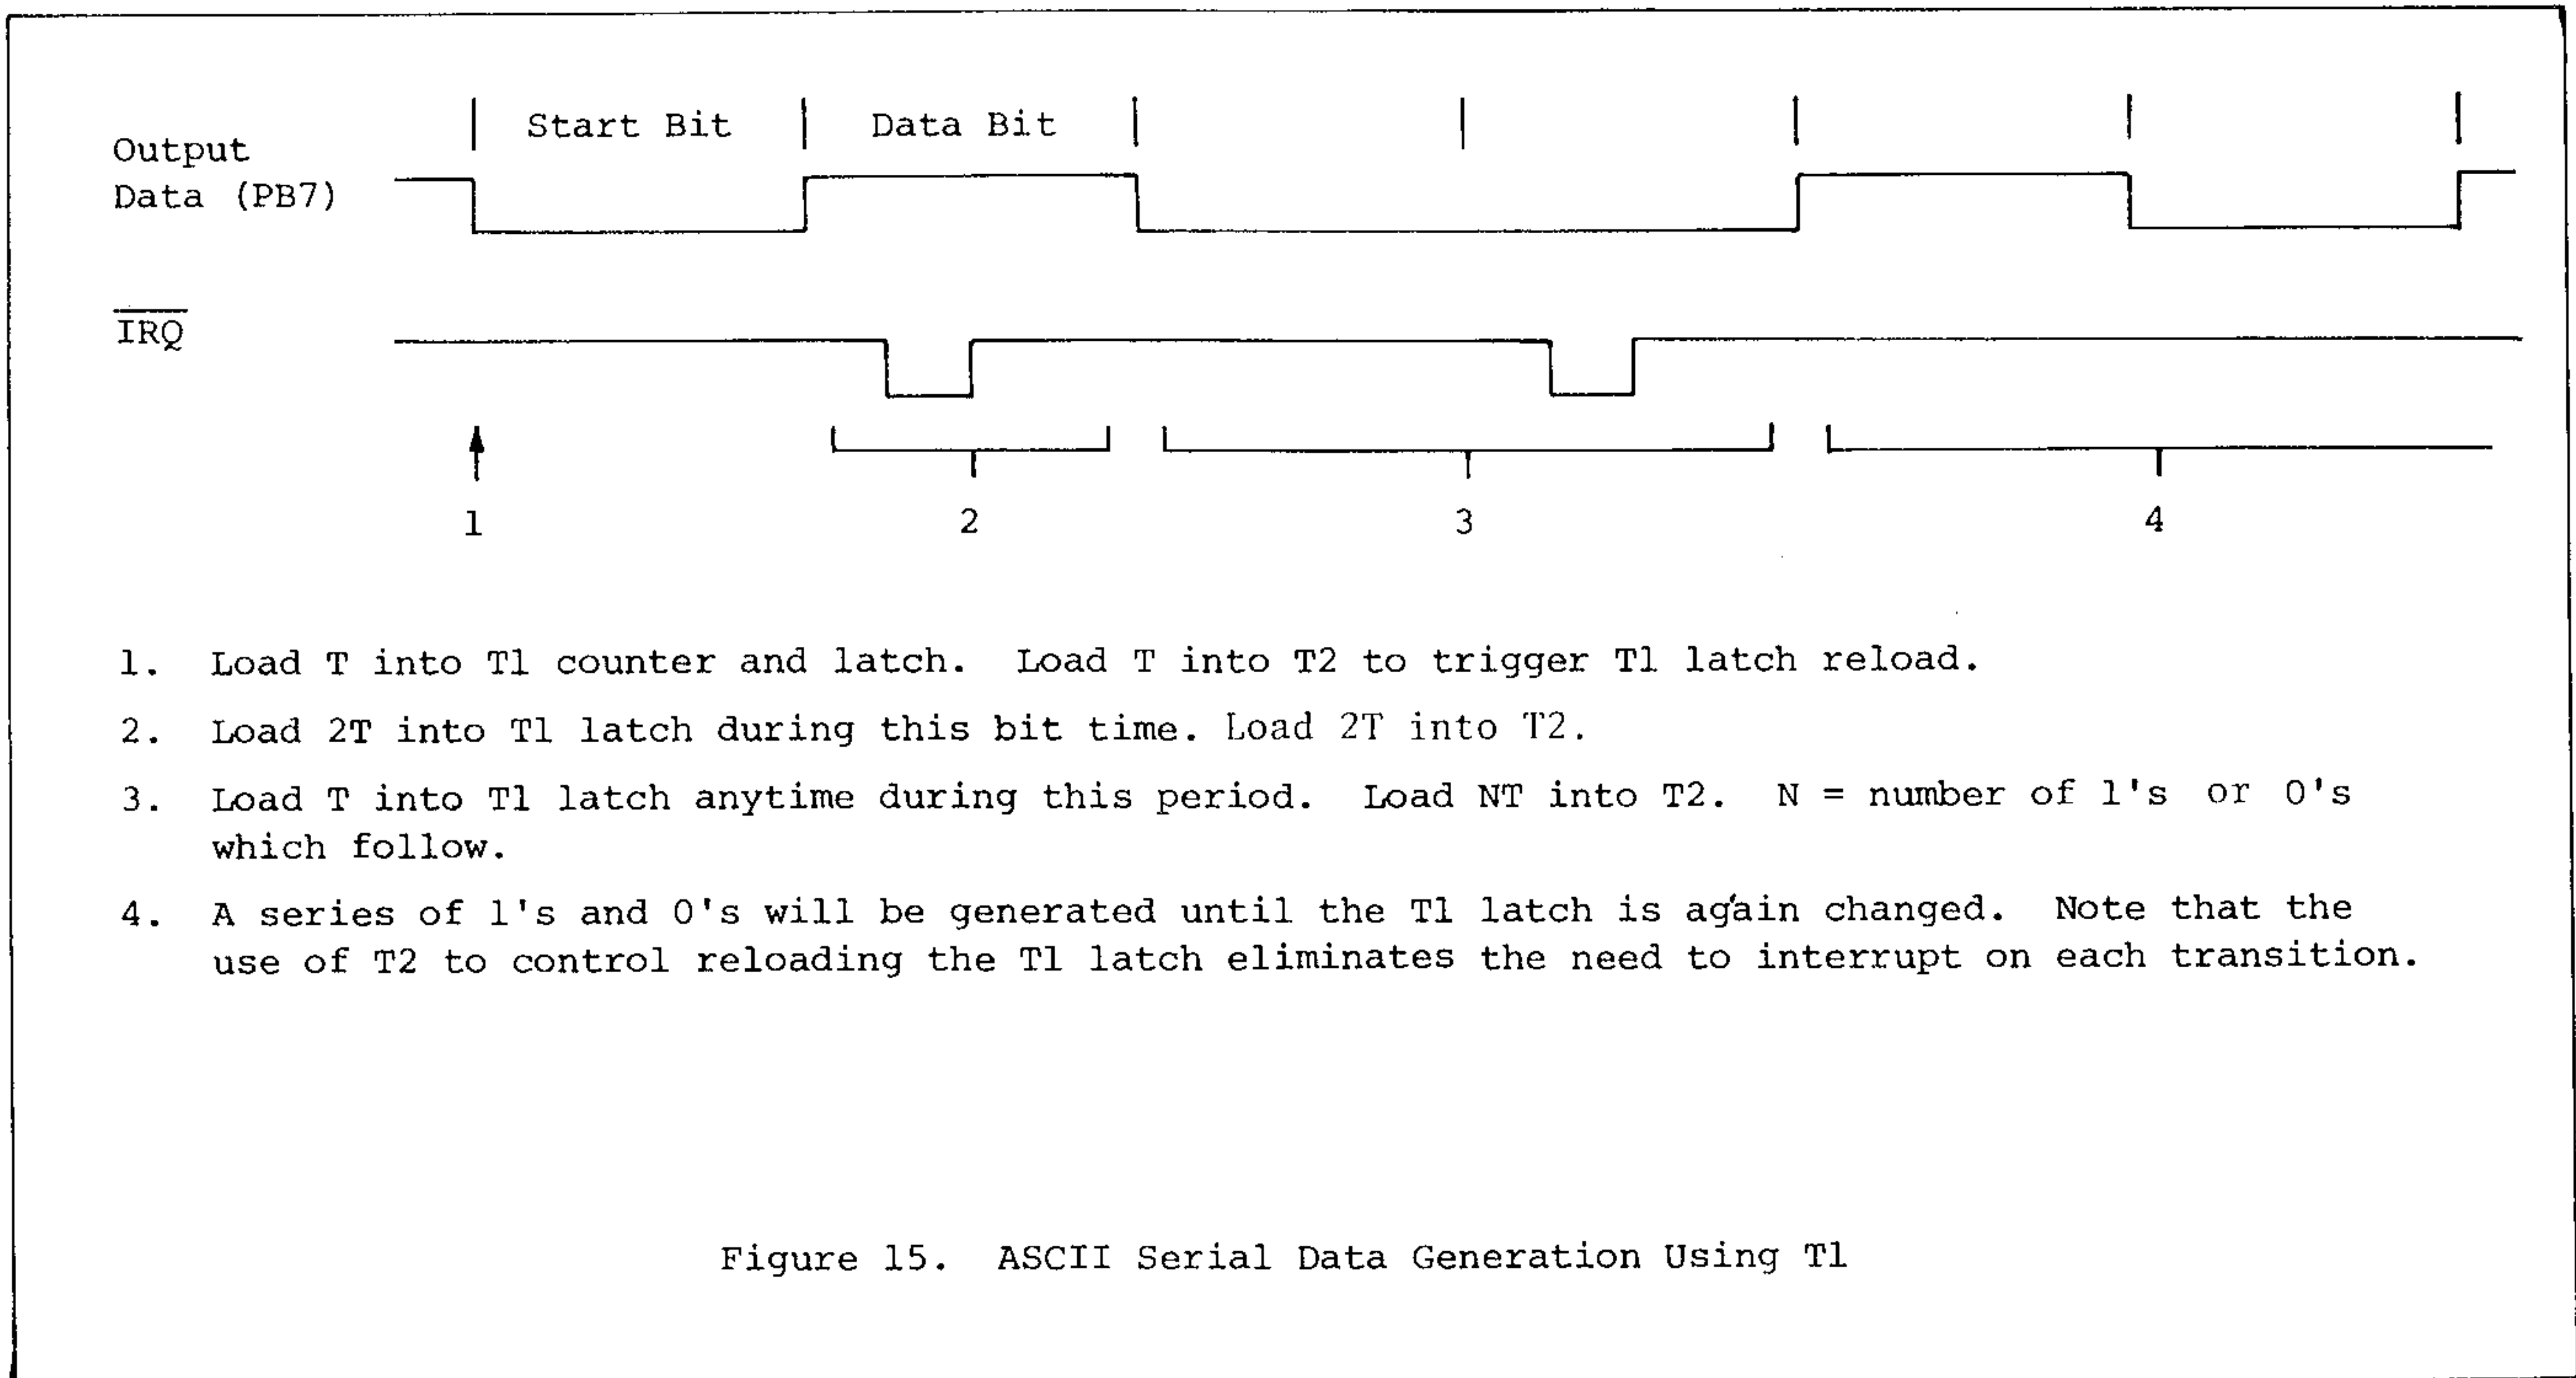 Start Bit
Data Bit
Output
Data (PB7)
IRQ
1
2
3
4
1. Load T into T1 counter and latch. Load T into T2 to trigger T1 latch reload.
2. Load 2T into T1 latch during this bit time. Load 2T into T2.
3. Load T into T1 latch anytime during this period. Load NT into T2. N = number of 1's or 0's
which follow.
4. A series of 1's and 0's will be generated until the T1 latch is again changed. Note that the
use of T2 to control reloading the T1 latch eliminates the need to interrupt on each transition.
Figure 15. ASCII Serial Data Generation Using T1